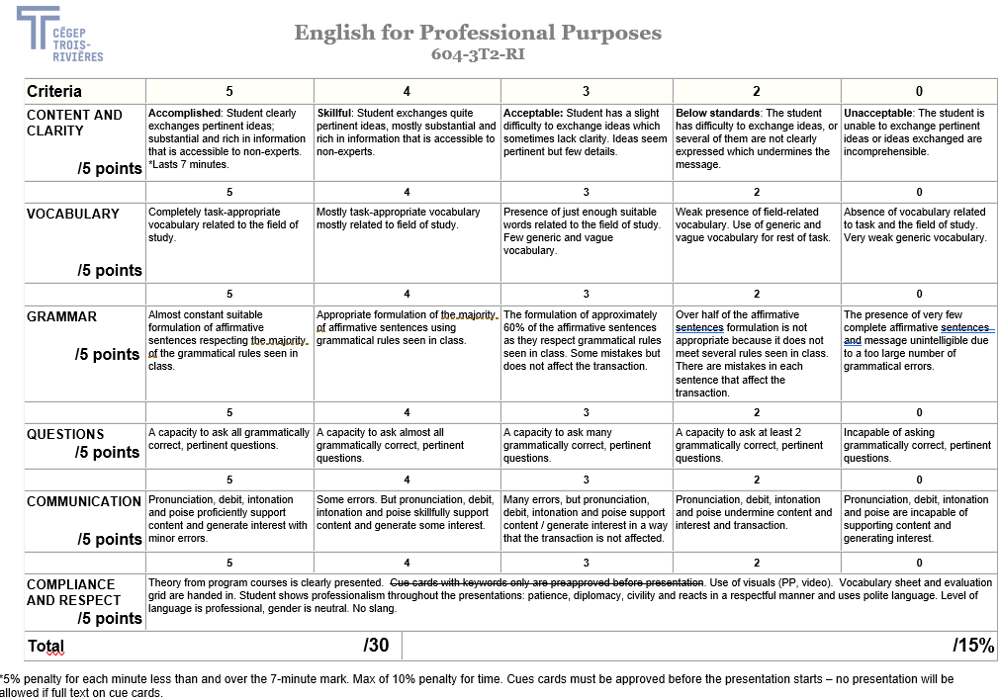 CÉGEP
TROIS-
RIVIÈRES
English for Professional Purposes
604-3T2-RI
Criteria
5
4
3
2
0
CONTENT AND
CLARITY
/5 points
Accomplished: Student clearly
exchanges pertinent ideas;
substantial and rich in information
that is accessible to non-experts.
*Lasts 7 minutes.
Skillful: Student exchanges quite
pertinent ideas, mostly substantial and
rich in information that is accessible to
non-experts.
Acceptable: Student has a slight
difficulty to exchange ideas which
sometimes lack clarity. Ideas seem
pertinent but few details.
Below standards: The student
has difficulty to exchange ideas, or
several of them are not clearly
expressed which undermines the
message.
Unacceptable: The student is
unable to exchange pertinent
ideas or ideas exchanged are
incomprehensible.
5
4
3
2
0
VOCABULARY
/5 points
Completely task-appropriate
vocabulary related to the field of
study.
Mostly task-appropriate vocabulary
mostly related to field of study.
Presence of just enough suitable
words related to the field of study.
Few generic and vague
vocabulary.
Weak presence of field-related
vocabulary. Use of generic and
vague vocabulary for rest of task.
Absence of vocabulary related
to task and the field of study.
Very weak generic vocabulary.
5
4
3
2
0
GRAMMAR
/5 points
Almost constant suitable
formulation of affirmative
sentences respecting the majority
of the grammatical rules seen in
class.
Appropriate formulation of the majority
of affirmative sentences using
grammatical rules seen in class.
The formulation of approximately
60% of the affirmative sentences
as they respect grammatical rules
seen in class. Some mistakes but
does not affect the transaction.
Over half of the affirmative
sentences formulation is not
appropriate because it does not
meet several rules seen in class.
There are mistakes in each
sentence that affect the
transaction.
The presence of very few
complete affirmative sentences
and message unintelligible due
to a too large number of
grammatical errors.
5
4
3
2
0
QUESTIONS
/5 points
A capacity to ask all grammatically
correct, pertinent questions.
A capacity to ask almost all
grammatically correct, pertinent
questions.
A capacity to ask many
grammatically correct, pertinent
questions.
A capacity to ask at least 2
grammatically correct, pertinent
questions.
Incapable of asking
grammatically correct, pertinent
questions.
5
4
3
2
0
COMMUNICATION
/5 points
Pronunciation, debit, intonation
and poise proficiently support
content and generate interest with
minor errors.
Some errors. But pronunciation, debit,
intonation and poise skillfully support
content and generate some interest.
Many errors, but pronunciation,
debit, intonation and poise support
content / generate interest in a way
that the transaction is not affected.
Pronunciation, debit, intonation
and poise undermine content and
interest and transaction.
Pronunciation, debit, intonation
and poise are incapable of
supporting content and
generating interest.
5
4
3
2
0
COMPLIANCE
AND RESPECT
/5 points
Theory from program courses is clearly presented. Cue cards with keywords only are preapproved before presentation. Use of visuals (PP, video). Vocabulary sheet and evaluation
grid are handed in. Student shows professionalism throughout the presentations: patience, diplomacy, civility and reacts in a respectful manner and uses polite language. Level of
language is professional, gender is neutral. No slang.
Total
/30
/15%
*5% penalty for each minute less than and over the 7-minute mark. Max of 10% penalty for time. Cues cards must be approved before the presentation starts – no presentation will be
allowed if full text on cue cards.